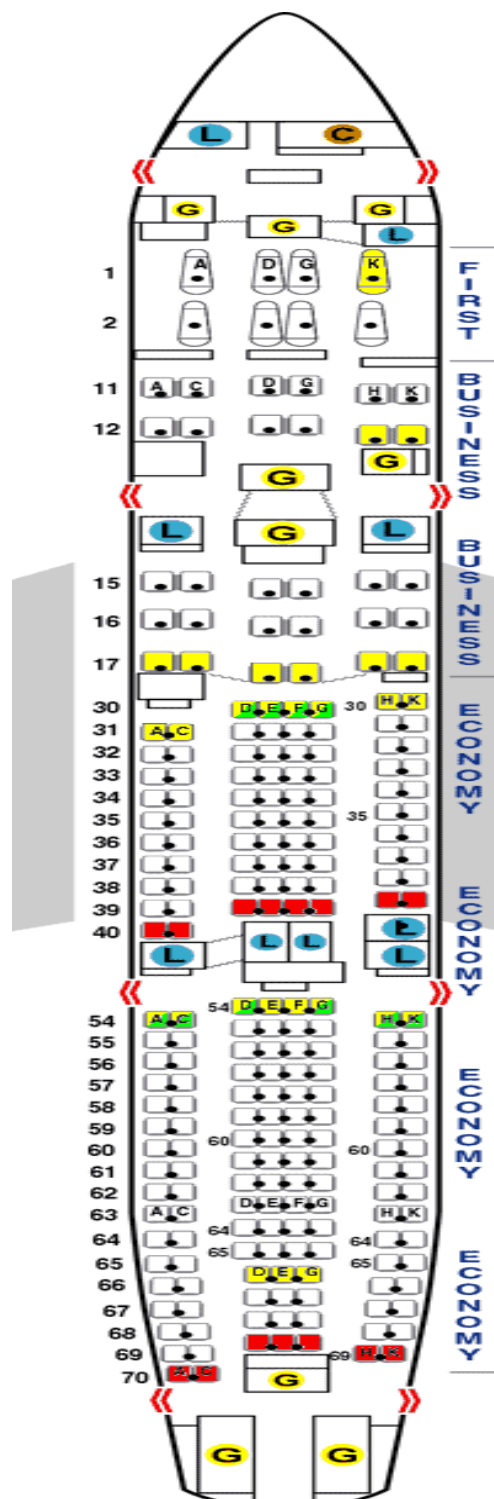 L C
G G G
L
1 A D G K
2
FIRST
11 A C D G H K
12
G
G
BUSINESS
L G L
15
16
17
BUSINESS
30 D E F G 30 H K
31 A C
32
33
34
35 35
36
37
38
39
40
ECONOMY
L L L L
L
ECONOMY
54 A C 54 D E F G H K
55
56
57
58
59
60 60 60
61
62
63 A C D E F G H K
64 64 64
65 65 65
ECONOMY
66 D E G
67
68
69 69 H K
70 A C
G
ECONOMY
G G